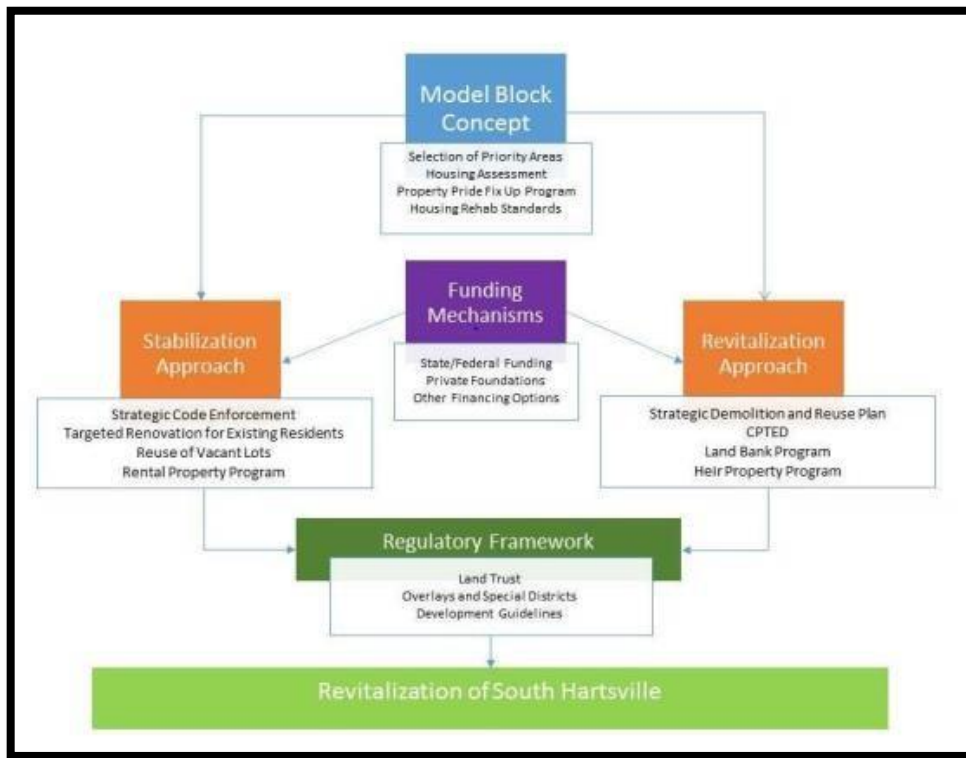 Model Block
Concept
Selection of Priority Areas
Housing Assessment
Property Pride Fix Up Program
Housing Rehab Standards
Funding
Mechanisms
State/Federal Funding
Private Foundations
Other Financing Options
Stabilization
Approach
Strategic Code Enforcement
Targeted Renovation for Existing Residents
Reuse of Vacant Lots
Rental Property Program
Revitalization
Approach
Strategic Demolition and Reuse Plan
CPTED
Land Bank Program
Heir Property Program
Regulatory Framework
Land Trust
Overlays and Special Districts
Development Guidelines
Revitalization of South Hartsville